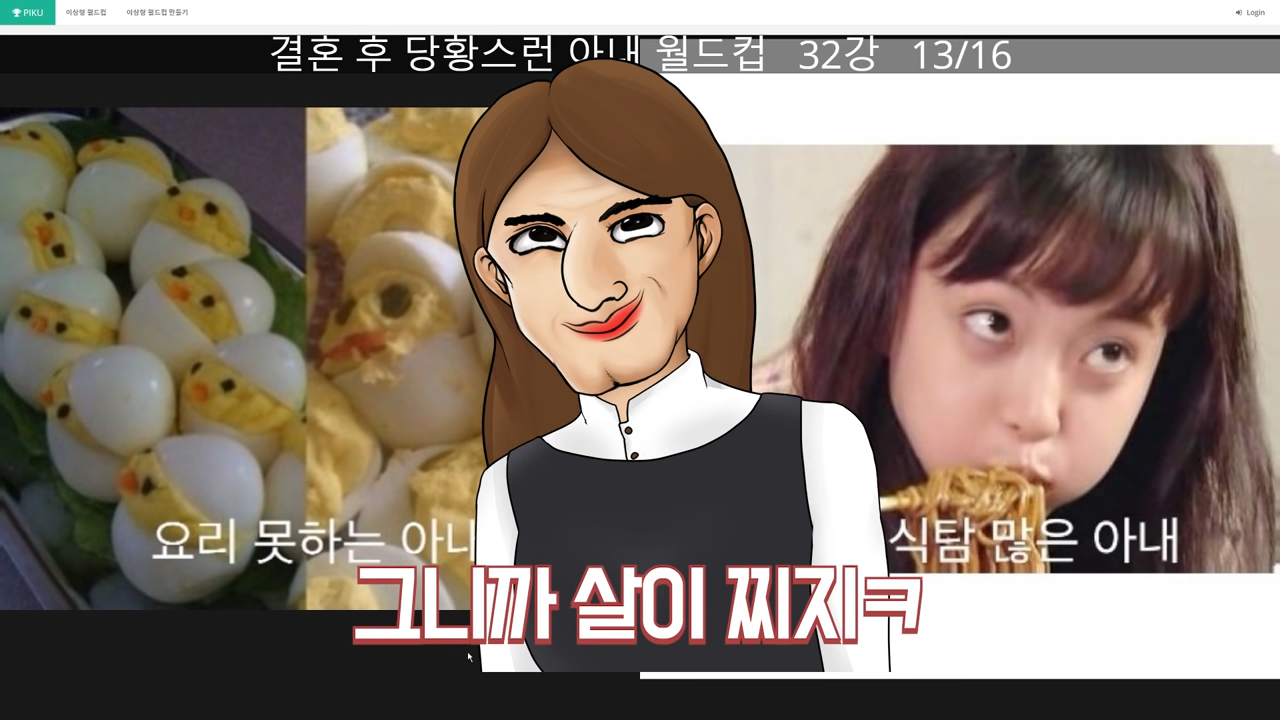 PIKU 이상형 월드컵 이상형 월드컵 만들기 Login
결혼 후 당황스런 아내 월드컵 32강 13/16
요리 못하는 아내
식탐 많은 아내
그니까 살이 찌지ㅋ